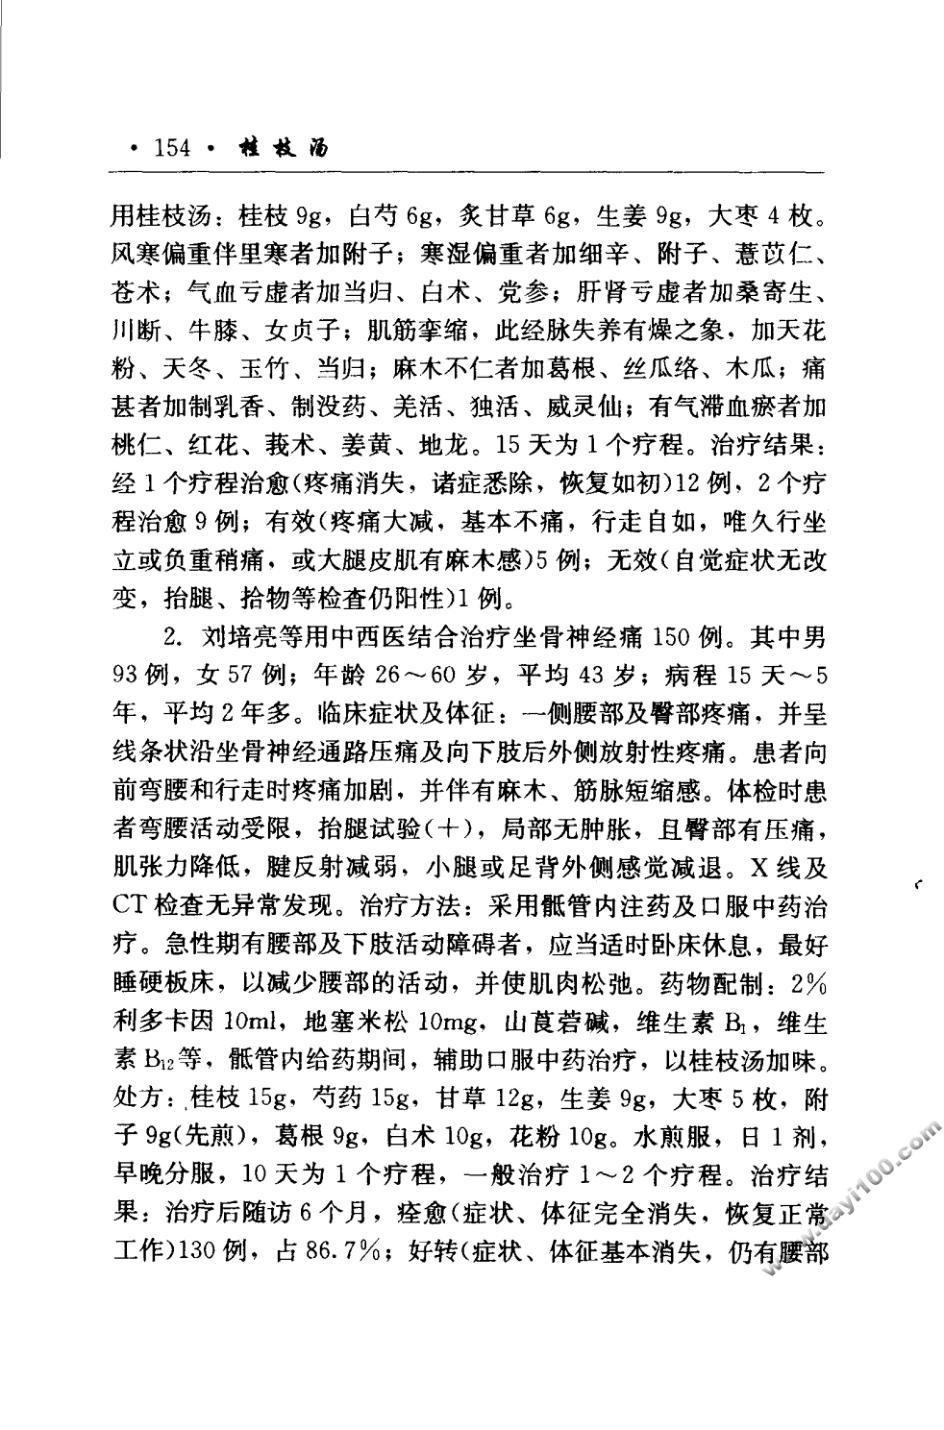 · 154 · 桂枝汤
用桂枝汤：桂枝 9g，白芍 6g，炙甘草 6g，生姜 9g，大枣 4 枚。
风寒偏重伴里寒者加附子；寒湿偏重者加细辛、附子、薏苡仁、
苍术；气血亏虚者加当归、白术、党参；肝肾亏虚者加桑寄生、
川断、牛膝、女贞子；肌筋挛缩，此经脉失养有燥之象，加天花
粉、天冬、玉竹、当归；麻木不仁者加葛根、丝瓜络、木瓜；痛
甚者加制乳香、制没药、羌活、独活、威灵仙；有气滞血瘀者加
桃仁、红花、莪术、姜黄、地龙。15 天为 1 个疗程。治疗结果：
经 1 个疗程治愈(疼痛消失，诸症悉除，恢复如初)12 例，2 个疗
程治愈 9 例；有效(疼痛大减，基本不痛，行走自如，唯久行坐
立或负重稍痛，或大腿皮肌有麻木感)5 例；无效(自觉症状无改
变，抬腿、拾物等检查仍阳性)1 例。
2. 刘培亮等用中西医结合治疗坐骨神经痛 150 例。其中男
93 例，女 57 例；年龄 26～60 岁，平均 43 岁；病程 15 天～5
年，平均 2 年多。临床症状及体征：一侧腰部及臀部疼痛，并呈
线条状沿坐骨神经通路压痛及向下肢后外侧放射性疼痛。患者向
前弯腰和行走时疼痛加剧，并伴有麻木、筋脉短缩感。体检时患
者弯腰活动受限，抬腿试验(十)，局部无肿胀，且臀部有压痛，
肌张力降低，腱反射减弱，小腿或足背外侧感觉减退。X 线及
CT 检查无异常发现。治疗方法：采用骶管内注药及口服中药治
疗。急性期有腰部及下肢活动障碍者，应当适时卧床休息，最好
睡硬板床，以减少腰部的活动，并使肌肉松弛。药物配制：2%
利多卡因 10ml，地塞米松 10mg，山莨菪碱，维生素 B₁，维生
素 B₁₂等，骶管内给药期间，辅助口服中药治疗，以桂枝汤加味。
处方：桂枝 15g，芍药 15g，甘草 12g，生姜 9g，大枣 5 枚，附
子 9g(先煎)，葛根 9g，白术 10g，花粉 10g。水煎服，日 1 剂，
早晚分服，10 天为 1 个疗程，一般治疗 1～2 个疗程。治疗结
果：治疗后随访 6 个月，痊愈(症状、体征完全消失，恢复正常
工作)130 例，占 86.7%；好转(症状、体征基本消失，仍有腰部
www.dayi100.com